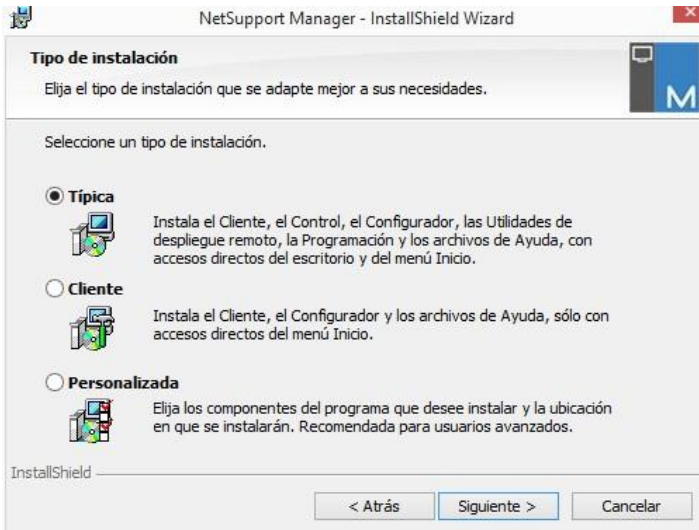 NetSupport Manager - InstallShield Wizard
Tipo de instalación
Elija el tipo de instalación que se adapte mejor a sus necesidades.
M
Seleccione un tipo de instalación.
Típica
Instala el Cliente, el Control, el Configurador, las Utilidades de
despliegue remoto, la Programación y los archivos de Ayuda, con
accesos directos del escritorio y del menú Inicio.
Cliente
Instala el Cliente, el Configurador y los archivos de Ayuda, sólo con
accesos directos del menú Inicio.
Personalizada
Elija los componentes del programa que desee instalar y la ubicación
en que se instalarán. Recomendada para usuarios avanzados.
InstallShield
< Atrás Siguiente > Cancelar